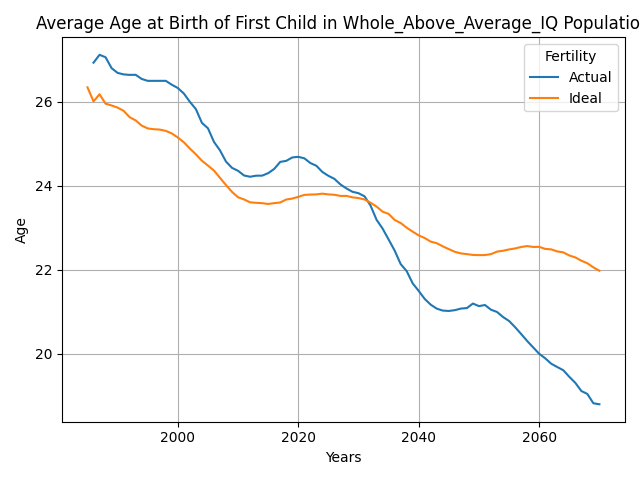 Average Age at Birth of First Child in Whole_Above_Average_IQ Populatio
Fertility
Actual
Ideal
26
24
22
20
Age
2000 2020 2040 2060
Years